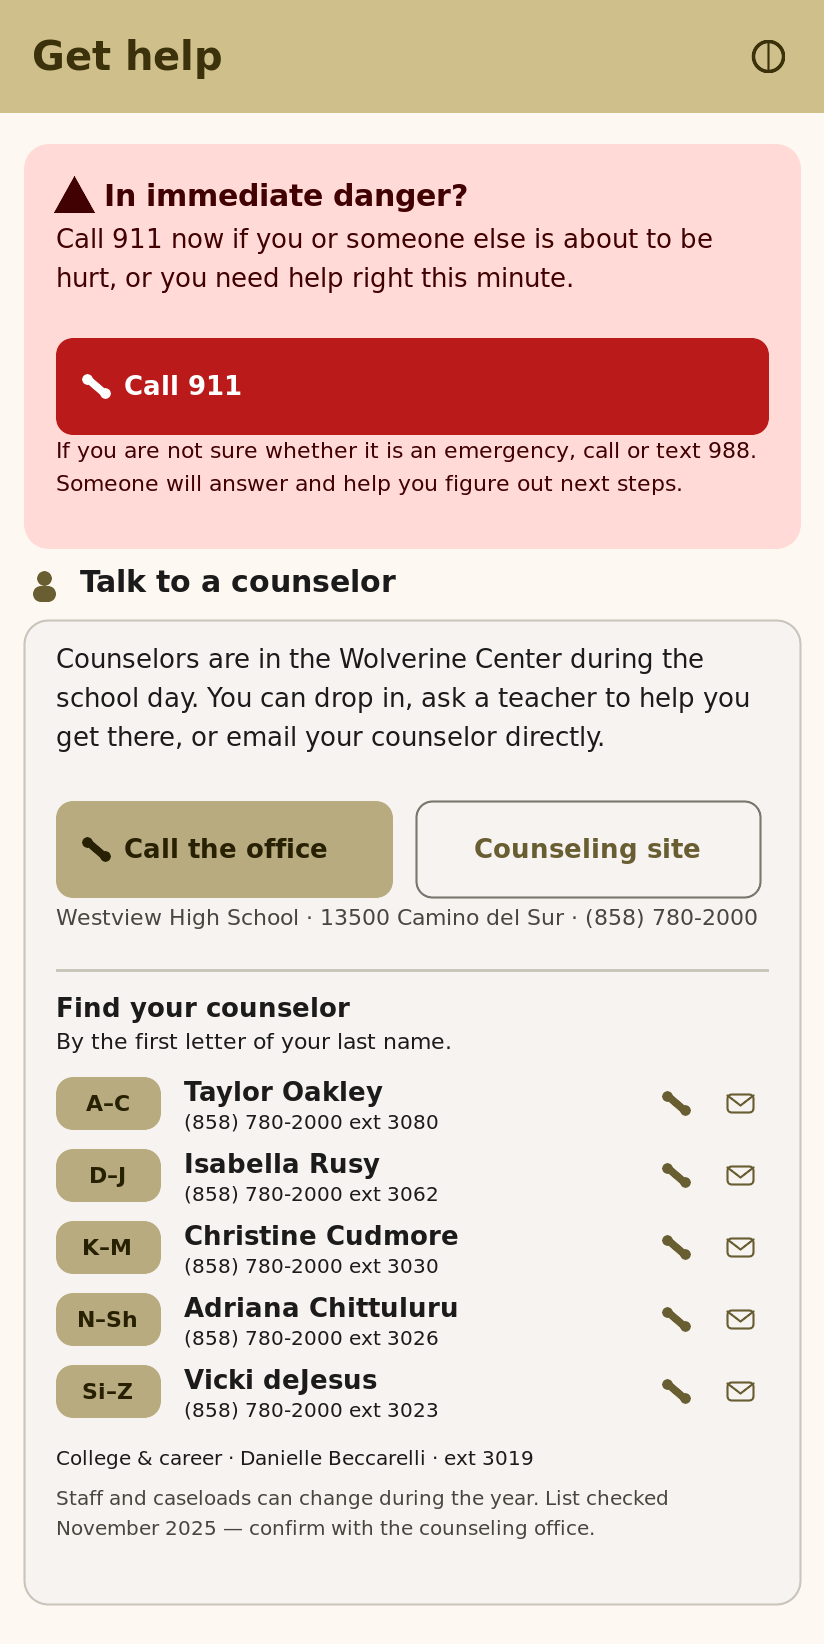 Get help
In immediate danger?
Call 911 now if you or someone else is about to be
hurt, or you need help right this minute.
Call 911
If you are not sure whether it is an emergency, call or text 988.
Someone will answer and help you figure out next steps.
Talk to a counselor
Counselors are in the Wolverine Center during the
school day. You can drop in, ask a teacher to help you
get there, or email your counselor directly.
Call the office
Counseling site
Westview High School · 13500 Camino del Sur · (858) 780-2000
Find your counselor
By the first letter of your last name.
A–C
Taylor Oakley
(858) 780-2000 ext 3080
D–J
Isabella Rusy
(858) 780-2000 ext 3062
K–M
Christine Cudmore
(858) 780-2000 ext 3030
N–Sh
Adriana Chittuluru
(858) 780-2000 ext 3026
Si–Z
Vicki deJesus
(858) 780-2000 ext 3023
College & career · Danielle Beccarelli · ext 3019
Staff and caseloads can change during the year. List checked
November 2025 — confirm with the counseling office.